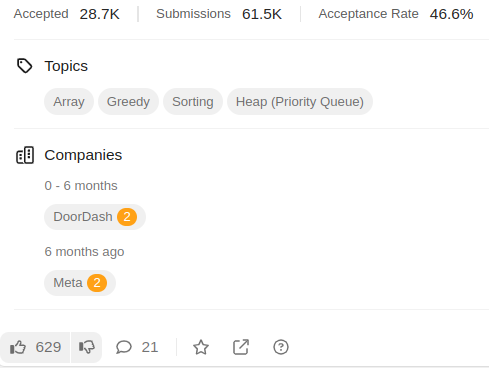 Accepted 28.7K Submissions 61.5K Acceptance Rate 46.6%
Topics
Array Greedy Sorting Heap (Priority Queue)
Companies
0 - 6 months
DoorDash 2
6 months ago
Meta 2
629 21